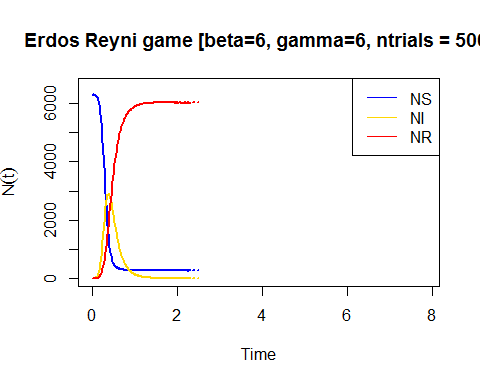 Erdos Reyni game [beta=6, gamma=6, ntrials = 500
NS
NI
NR
N(t)
0
2000
4000
6000
0
2
4
6
8
Time